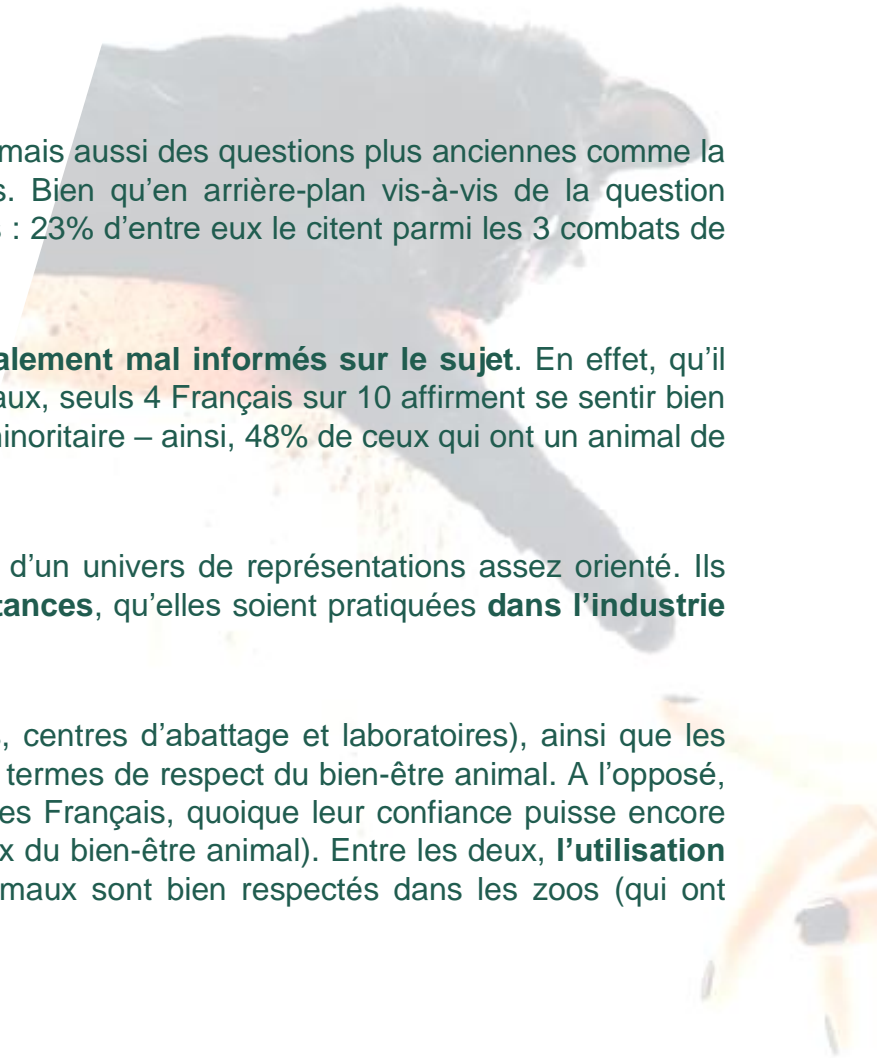 mais aussi des questions plus anciennes comme la
s. Bien qu'en arrière-plan vis-à-vis de la question
: 23% d'entre eux le citent parmi les 3 combats de
alement mal informés sur le sujet. En effet, qu'il
aux, seuls 4 Français sur 10 affirment se sentir bien
inoritaire – ainsi, 48% de ceux qui ont un animal de
d'un univers de représentations assez orienté. Ils
tances, qu'elles soient pratiquées dans l'industrie
, centres d'abattage et laboratoires), ainsi que les
termes de respect du bien-être animal. A l'opposé,
es Français, quoique leur confiance puisse encore
x du bien-être animal). Entre les deux, l'utilisation
maux sont bien respectés dans les zoos (qui ont